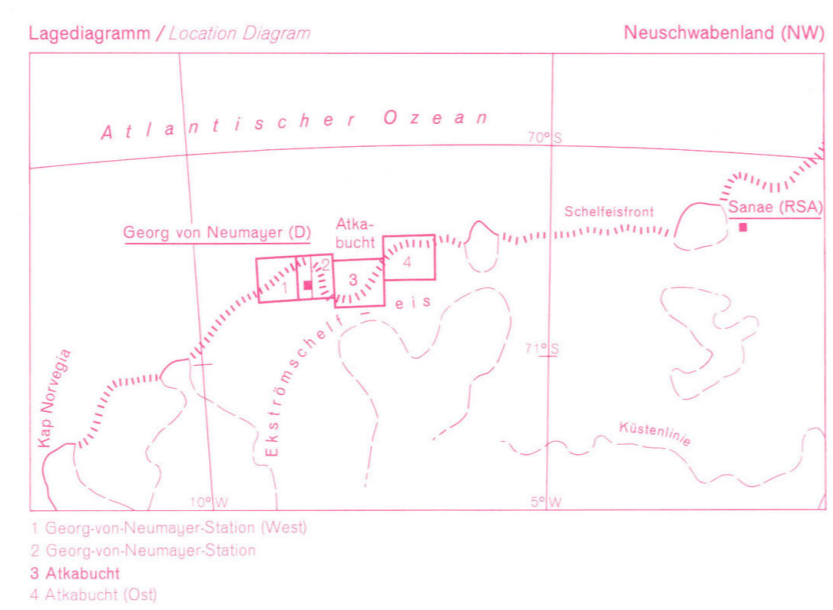 Lagediagramm / Location Diagram
Neuschwabenland (NW)
Atlantischer Ozean
70° S
Schelfeisfront
Sanae (RSA)
Georg von Neumayer (D)
Atka-
bucht
1
2
3
4
Ekströmschelf – eis
71° S
Kap Norvegia
Küstenlinie
10° W
5° W
1 Georg-von-Neumayer-Station (West)
2 Georg-von-Neumayer-Station
3 Atkabucht
4 Atkabucht (Ost)